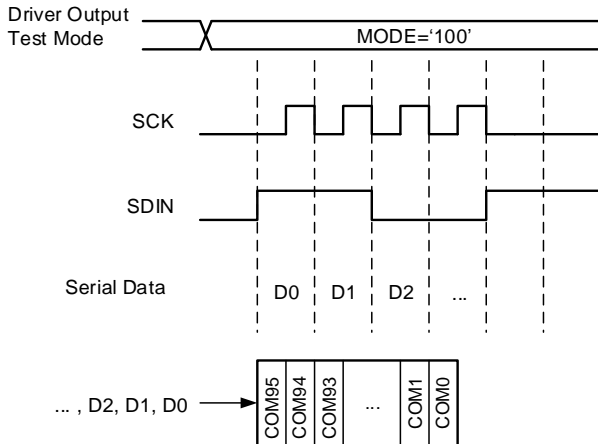 Driver Output
Test Mode
MODE='100'
SCK
SDIN
Serial Data
D0 D1 D2 ...
... , D2, D1, D0
COM95 COM94 COM93 ... COM1 COM0